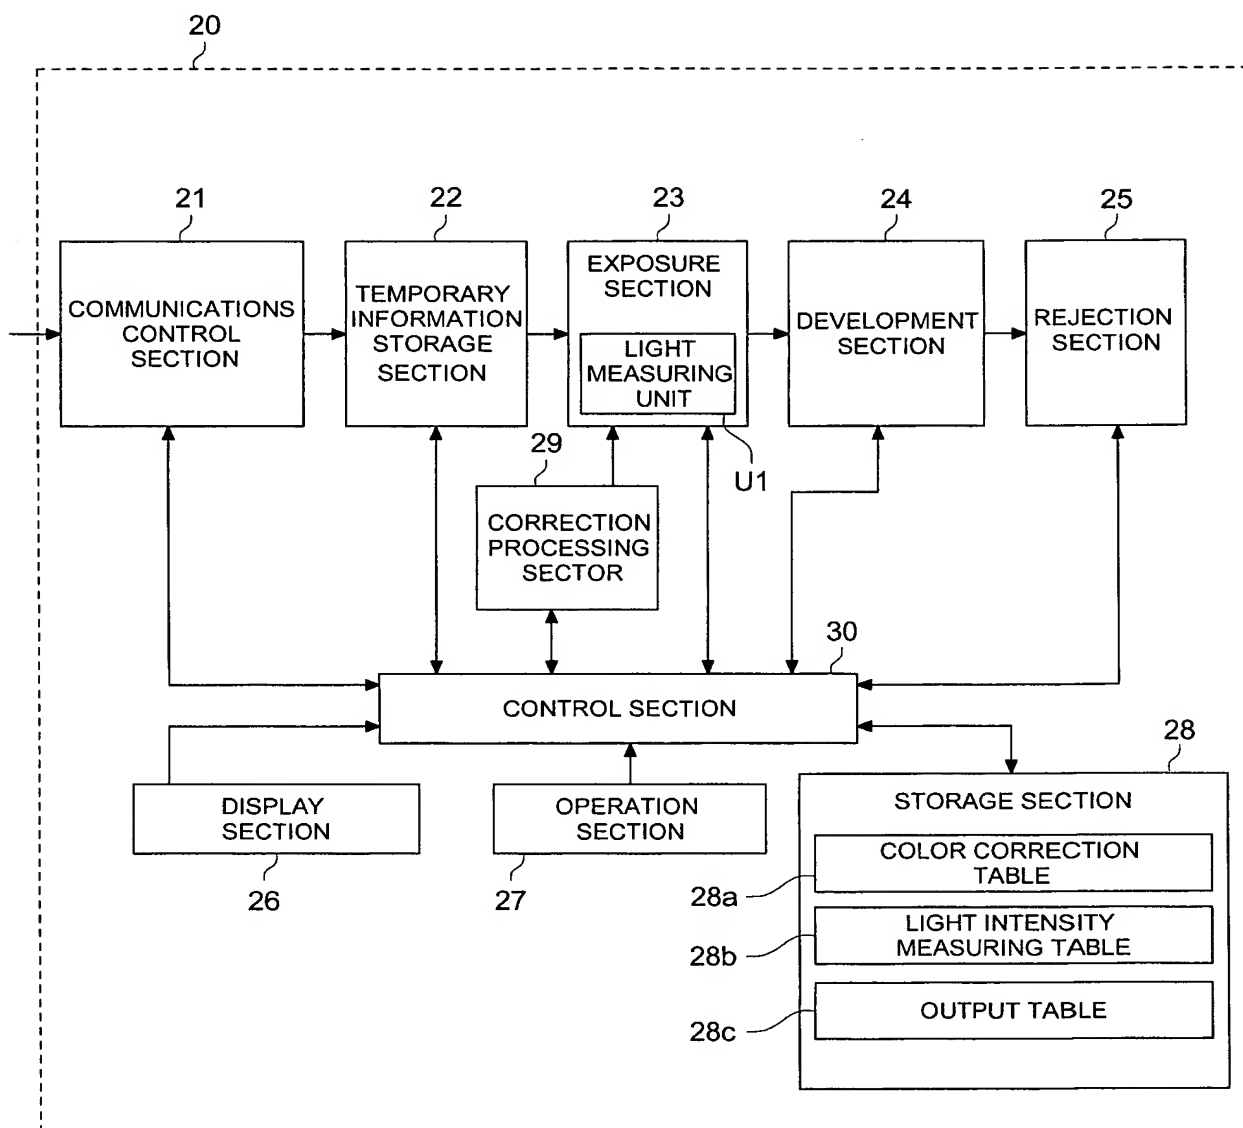 20
21
22
23
24
25
COMMUNICATIONS
CONTROL
SECTION
TEMPORARY
INFORMATION
STORAGE
SECTION
EXPOSURE
SECTION
LIGHT
MEASURING
UNIT
DEVELOPMENT
SECTION
REJECTION
SECTION
29
U1
CORRECTION
PROCESSING
SECTOR
30
CONTROL SECTION
28
DISPLAY
SECTION
26
OPERATION
SECTION
27
STORAGE SECTION
COLOR CORRECTION
TABLE
28a
LIGHT INTENSITY
MEASURING TABLE
28b
OUTPUT TABLE
28c